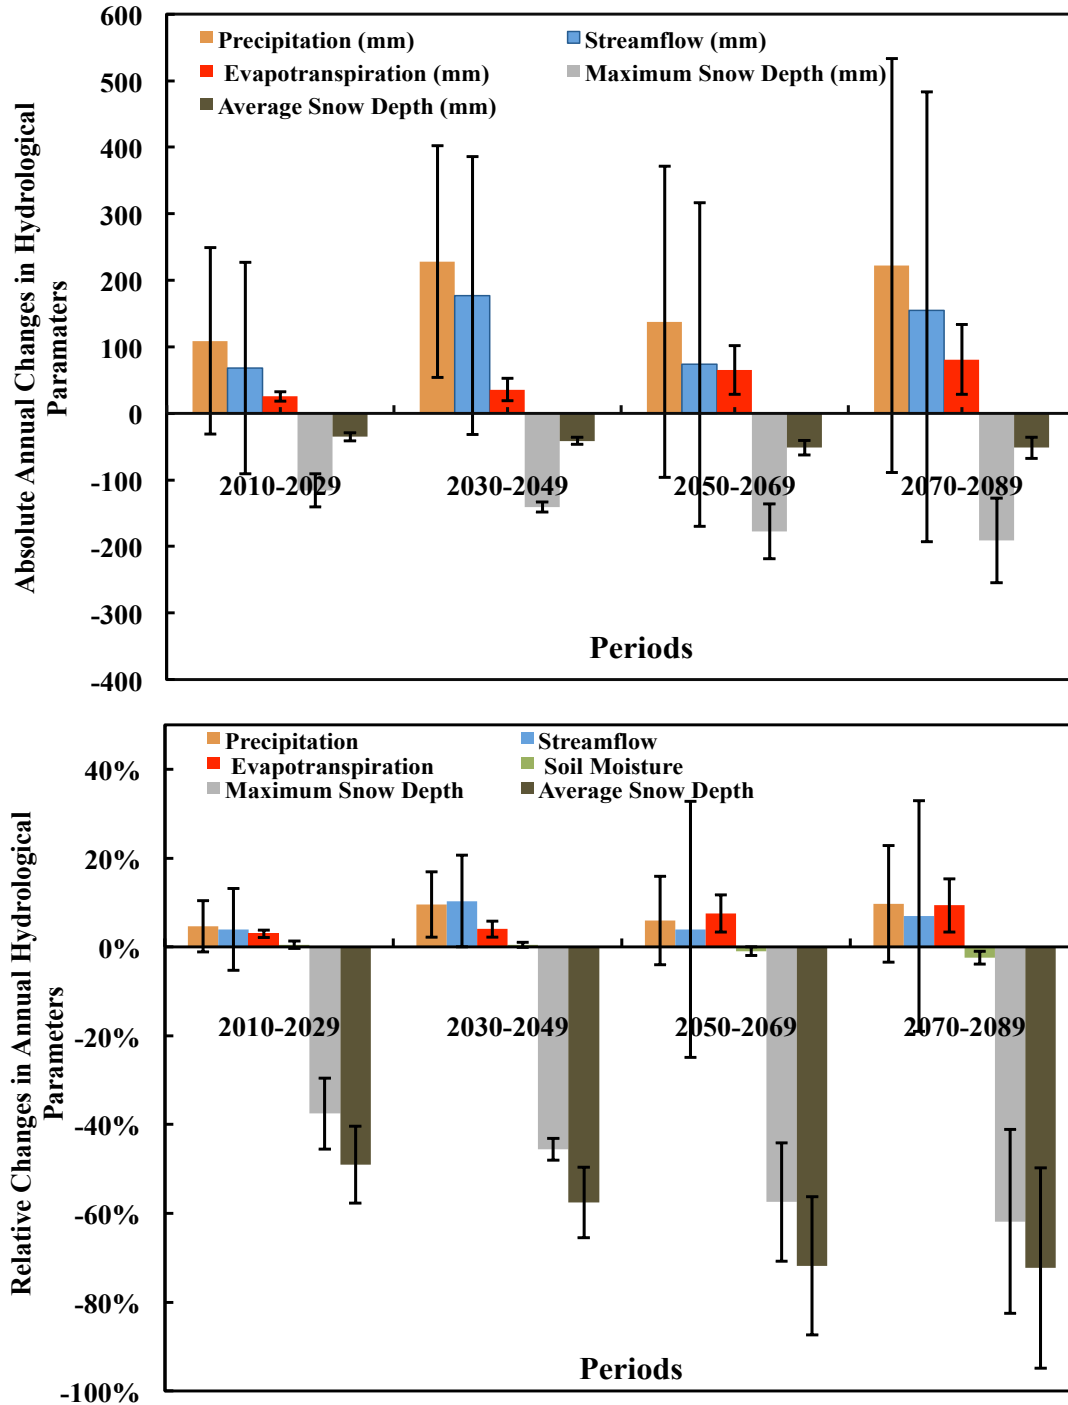 Absolute Annual Changes in Hydrological
Paramaters
600
500
400
300
200
100
0
-100
-200
-300
-400
Precipitation (mm)
Streamflow (mm)
Evapotranspiration (mm)
Maximum Snow Depth (mm)
Average Snow Depth (mm)
2010-2029
2030-2049
2050-2069
2070-2089
Periods
Relative Changes in Annual Hydrological
Parameters
40%
20%
0%
-20%
-40%
-60%
-80%
-100%
Precipitation
Streamflow
Evapotranspiration
Soil Moisture
Maximum Snow Depth
Average Snow Depth
2010-2029
2030-2049
2050-2069
2070-2089
Periods